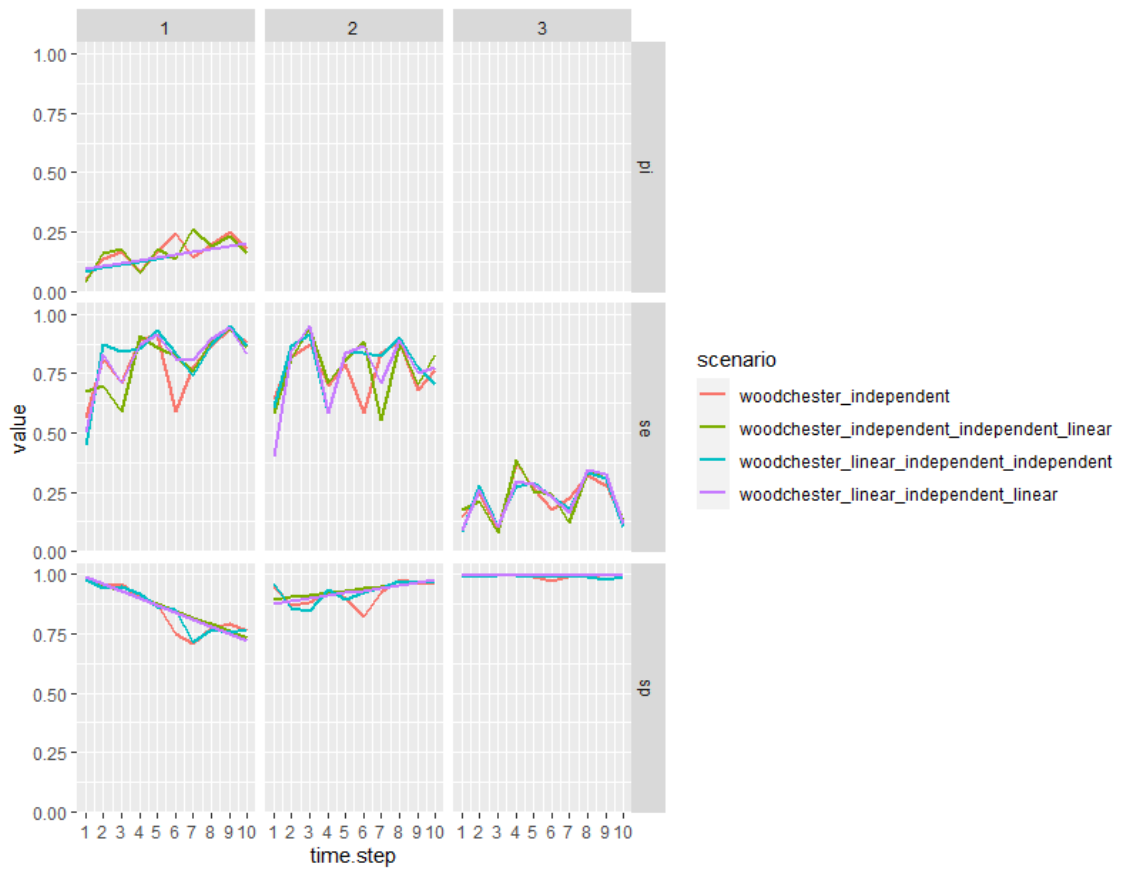 1 2 3
1.00
0.75
0.50
0.25
0.00
pi
1.00
0.75
0.50
0.25
0.00
se
1.00
0.75
0.50
0.25
0.00
sp
value
1 2 3 4 5 6 7 8 9 10 1 2 3 4 5 6 7 8 9 10 1 2 3 4 5 6 7 8 9 10
time.step
scenario
woodchester_independent
woodchester_independent_independent_linear
woodchester_linear_independent_independent
woodchester_linear_independent_linear